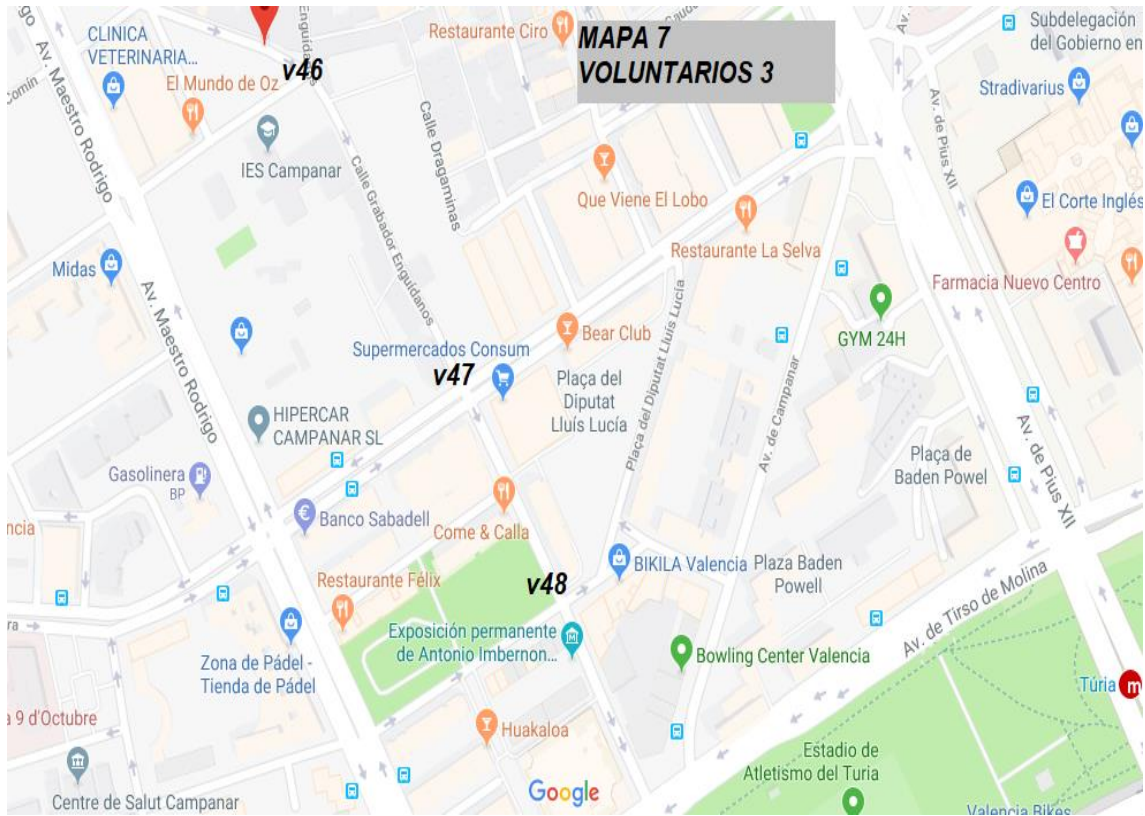 MAPA 7
VOLUNTARIOS 3
CLINICA
VETERINARIA...
Restaurante Ciro
Subdelegación
del Gobierno en
Stradivarius
v46
El Mundo de Oz
IES Campanar
Av. Maestro Rodrigo
Comín
Calle Dragaminas
Calle Grabador Enguídanos
Que Viene El Lobo
Restaurante La Selva
Av. de Pius XII
El Corte Inglés
Farmacia Nuevo Centro
Midas
Av. Maestro Rodrigo
GYM 24H
Bear Club
Supermercados Consum
v47
Plaça del
Diputat
Lluís Lucía
Plaça del Diputat Lluís Lucía
Av. de Campanar
HIPERCAR
CAMPANAR SL
Gasolinera
BP
Banco Sabadell
Come & Calla
Plaça de
Baden Powel
Av. de Pius XII
ncia
Restaurante Félix
v48
BIKILA Valencia
Plaza Baden
Powell
Av. de Tirso de Molina
ra
Exposición permanente
de Antonio Imbernon...
Bowling Center Valencia
Zona de Pádel -
Tienda de Pádel
Túria
m
a 9 d'Octubre
Huakaloa
Estadio de
Atletismo del Turia
Centre de Salut Campanar
Google
Valencia Bikes